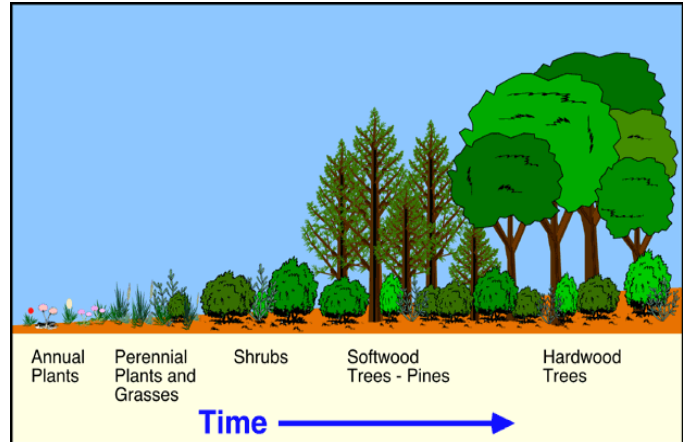 Annual
Plants
Perennial
Plants and
Grasses
Shrubs
Softwood
Trees - Pines
Hardwood
Trees
Time